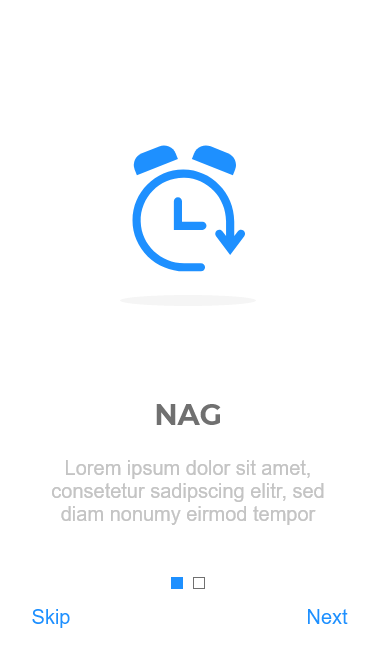 NAG
Lorem ipsum dolor sit amet,
consetetur sadipscing elitr, sed
diam nonumy eirmod tempor
Skip Next